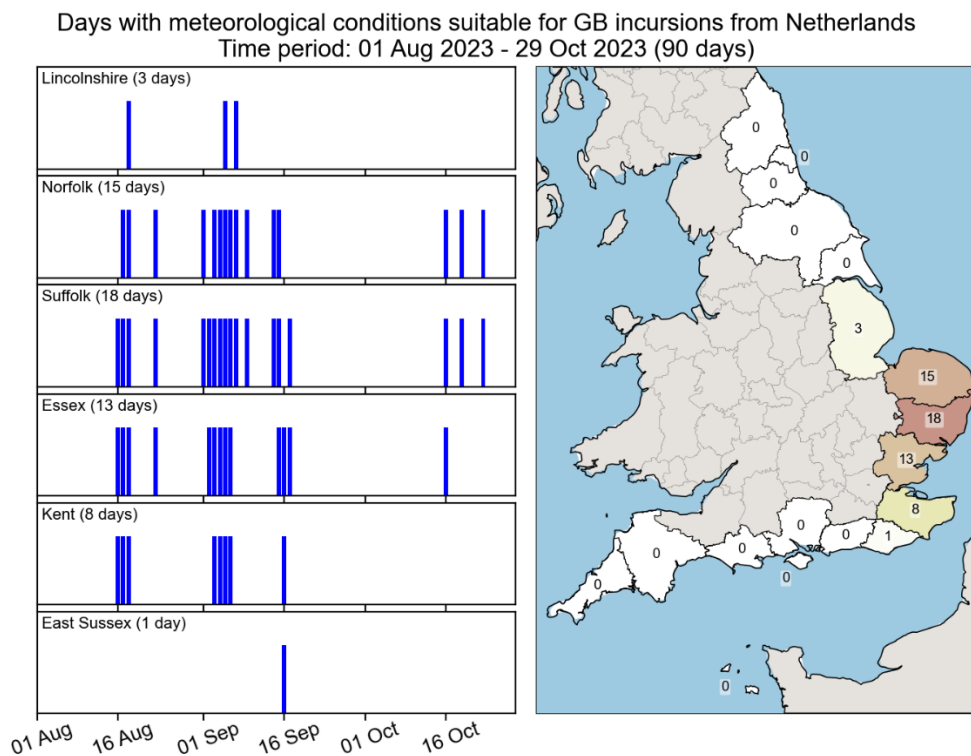 Days with meteorological conditions suitable for GB incursions from Netherlands
Time period: 01 Aug 2023 - 29 Oct 2023 (90 days)
Lincolnshire (3 days)
Norfolk (15 days)
Suffolk (18 days)
Essex (13 days)
Kent (8 days)
East Sussex (1 day)
01 Aug
16 Aug
01 Sep
16 Sep
01 Oct
16 Oct
0
0
0
0
0
3
15
18
13
8
0
1
0
0
0
0
0
0